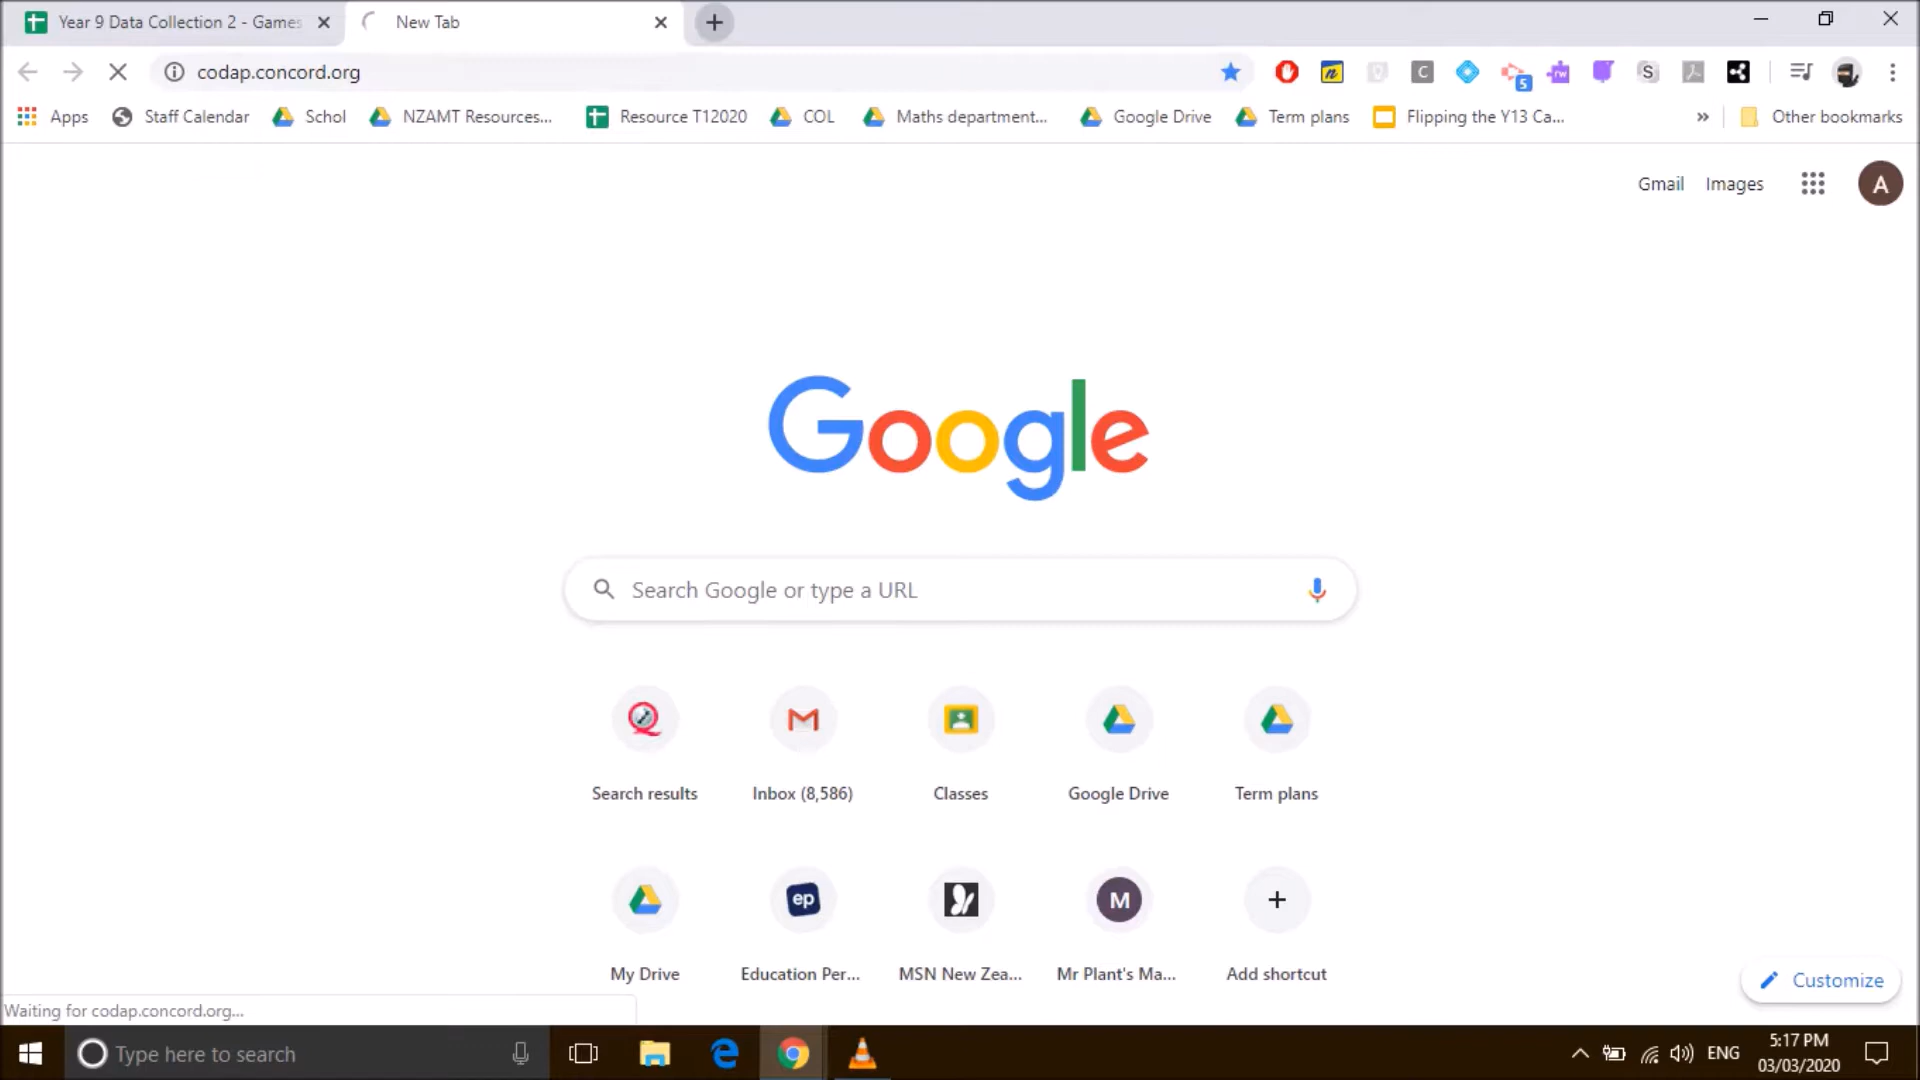 Year 9 Data Collection 2 - Games
New Tab
codap.concord.org
5
Apps
Staff Calendar
Schol
NZAMT Resources...
Resource T12020
COL
Maths department...
Google Drive
Term plans
Flipping the Y13 Ca...
»
Other bookmarks
Gmail
Images
A
Google
Search Google or type a URL
Search results
Inbox (8,586)
Classes
Google Drive
Term plans
ep
M
My Drive
Education Per...
MSN New Zea...
Mr Plant's Ma...
Add shortcut
Customize
Waiting for codap.concord.org...
Type here to search
ENG
5:17 PM
03/03/2020